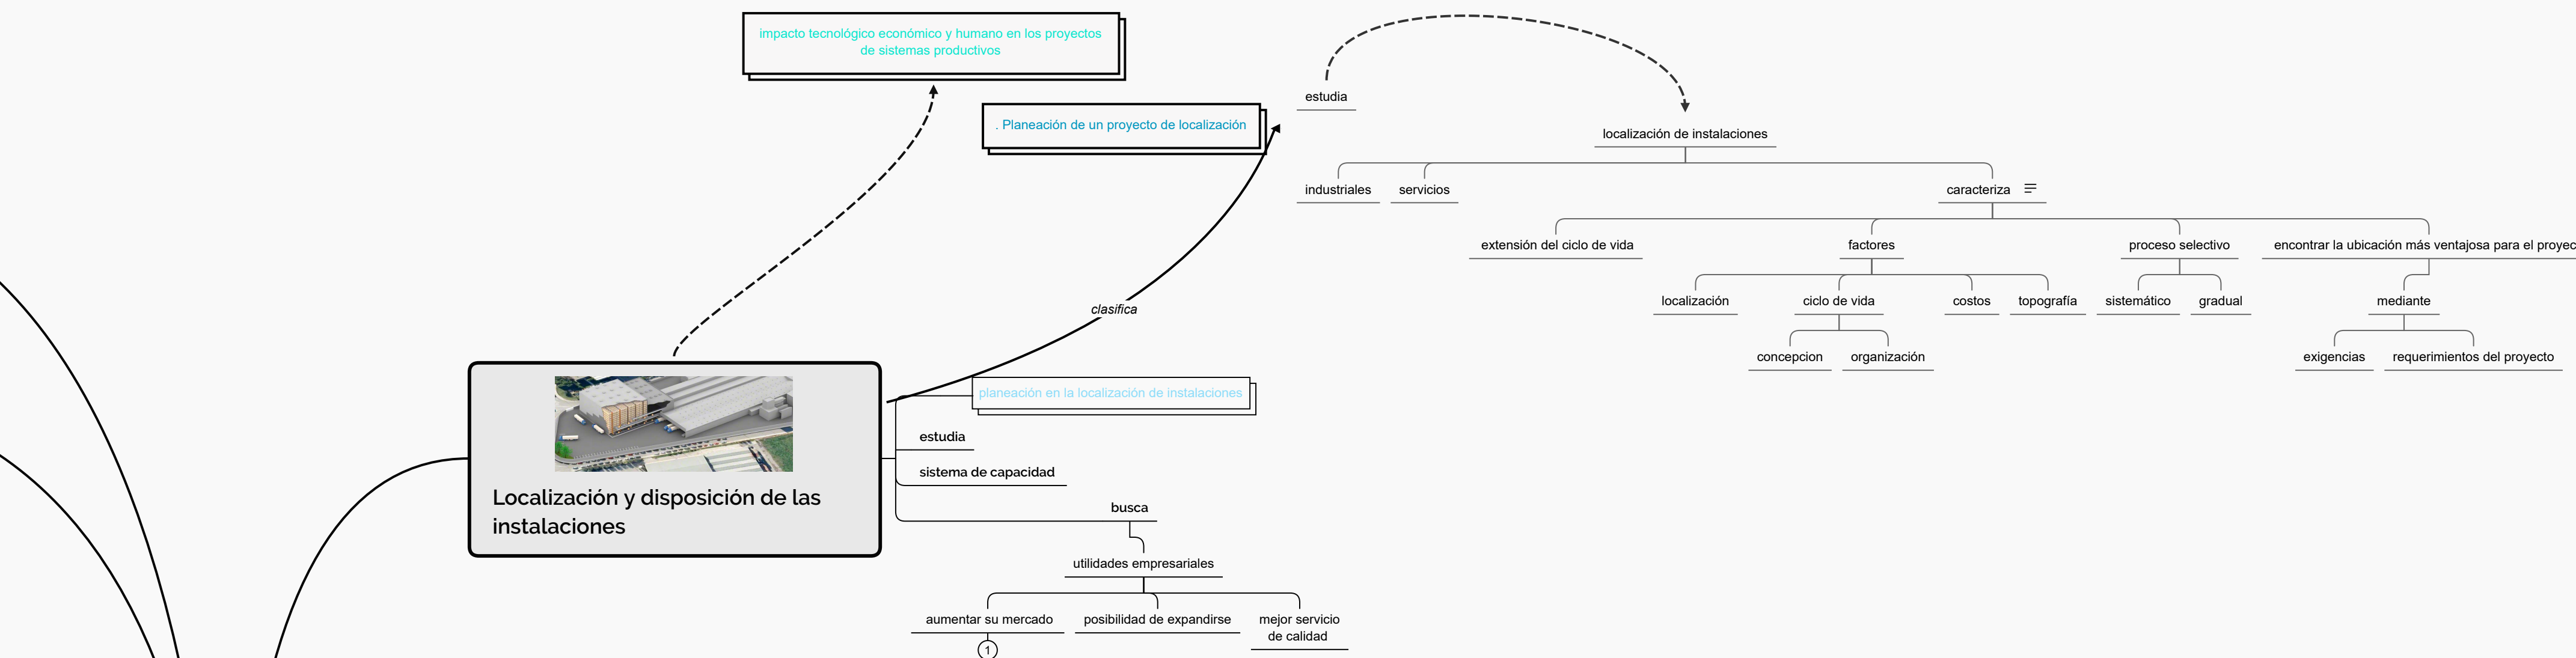 impacto tecnológico económico y humano en los proyectos
de sistemas productivos
. Planeación de un proyecto de localización
estudia
localización de instalaciones
industriales
servicios
caracteriza
extensión del ciclo de vida
factores
proceso selectivo
encontrar la ubicación más ventajosa para el proyec
localización
ciclo de vida
costos
topografía
sistemático
gradual
mediante
concepcion
organización
exigencias
requerimientos del proyecto
clasifica
planeación en la localización de instalaciones
estudia
sistema de capacidad
Localización y disposición de las
instalaciones
busca
utilidades empresariales
aumentar su mercado
posibilidad de expandirse
mejor servicio
de calidad
1